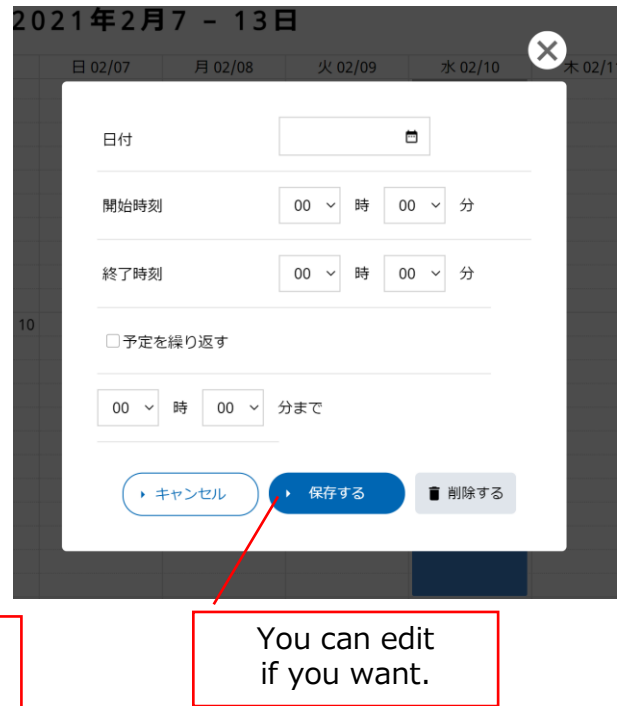 2021年2月7 – 13日
日 02/07 月 02/08 火 02/09 水 02/10 木 02/1
日付
開始時刻 00 時 00 分
終了時刻 00 時 00 分
10
予定を繰り返す
00 時 00 分まで
キャンセル 保存する 削除する
You can edit
if you want.